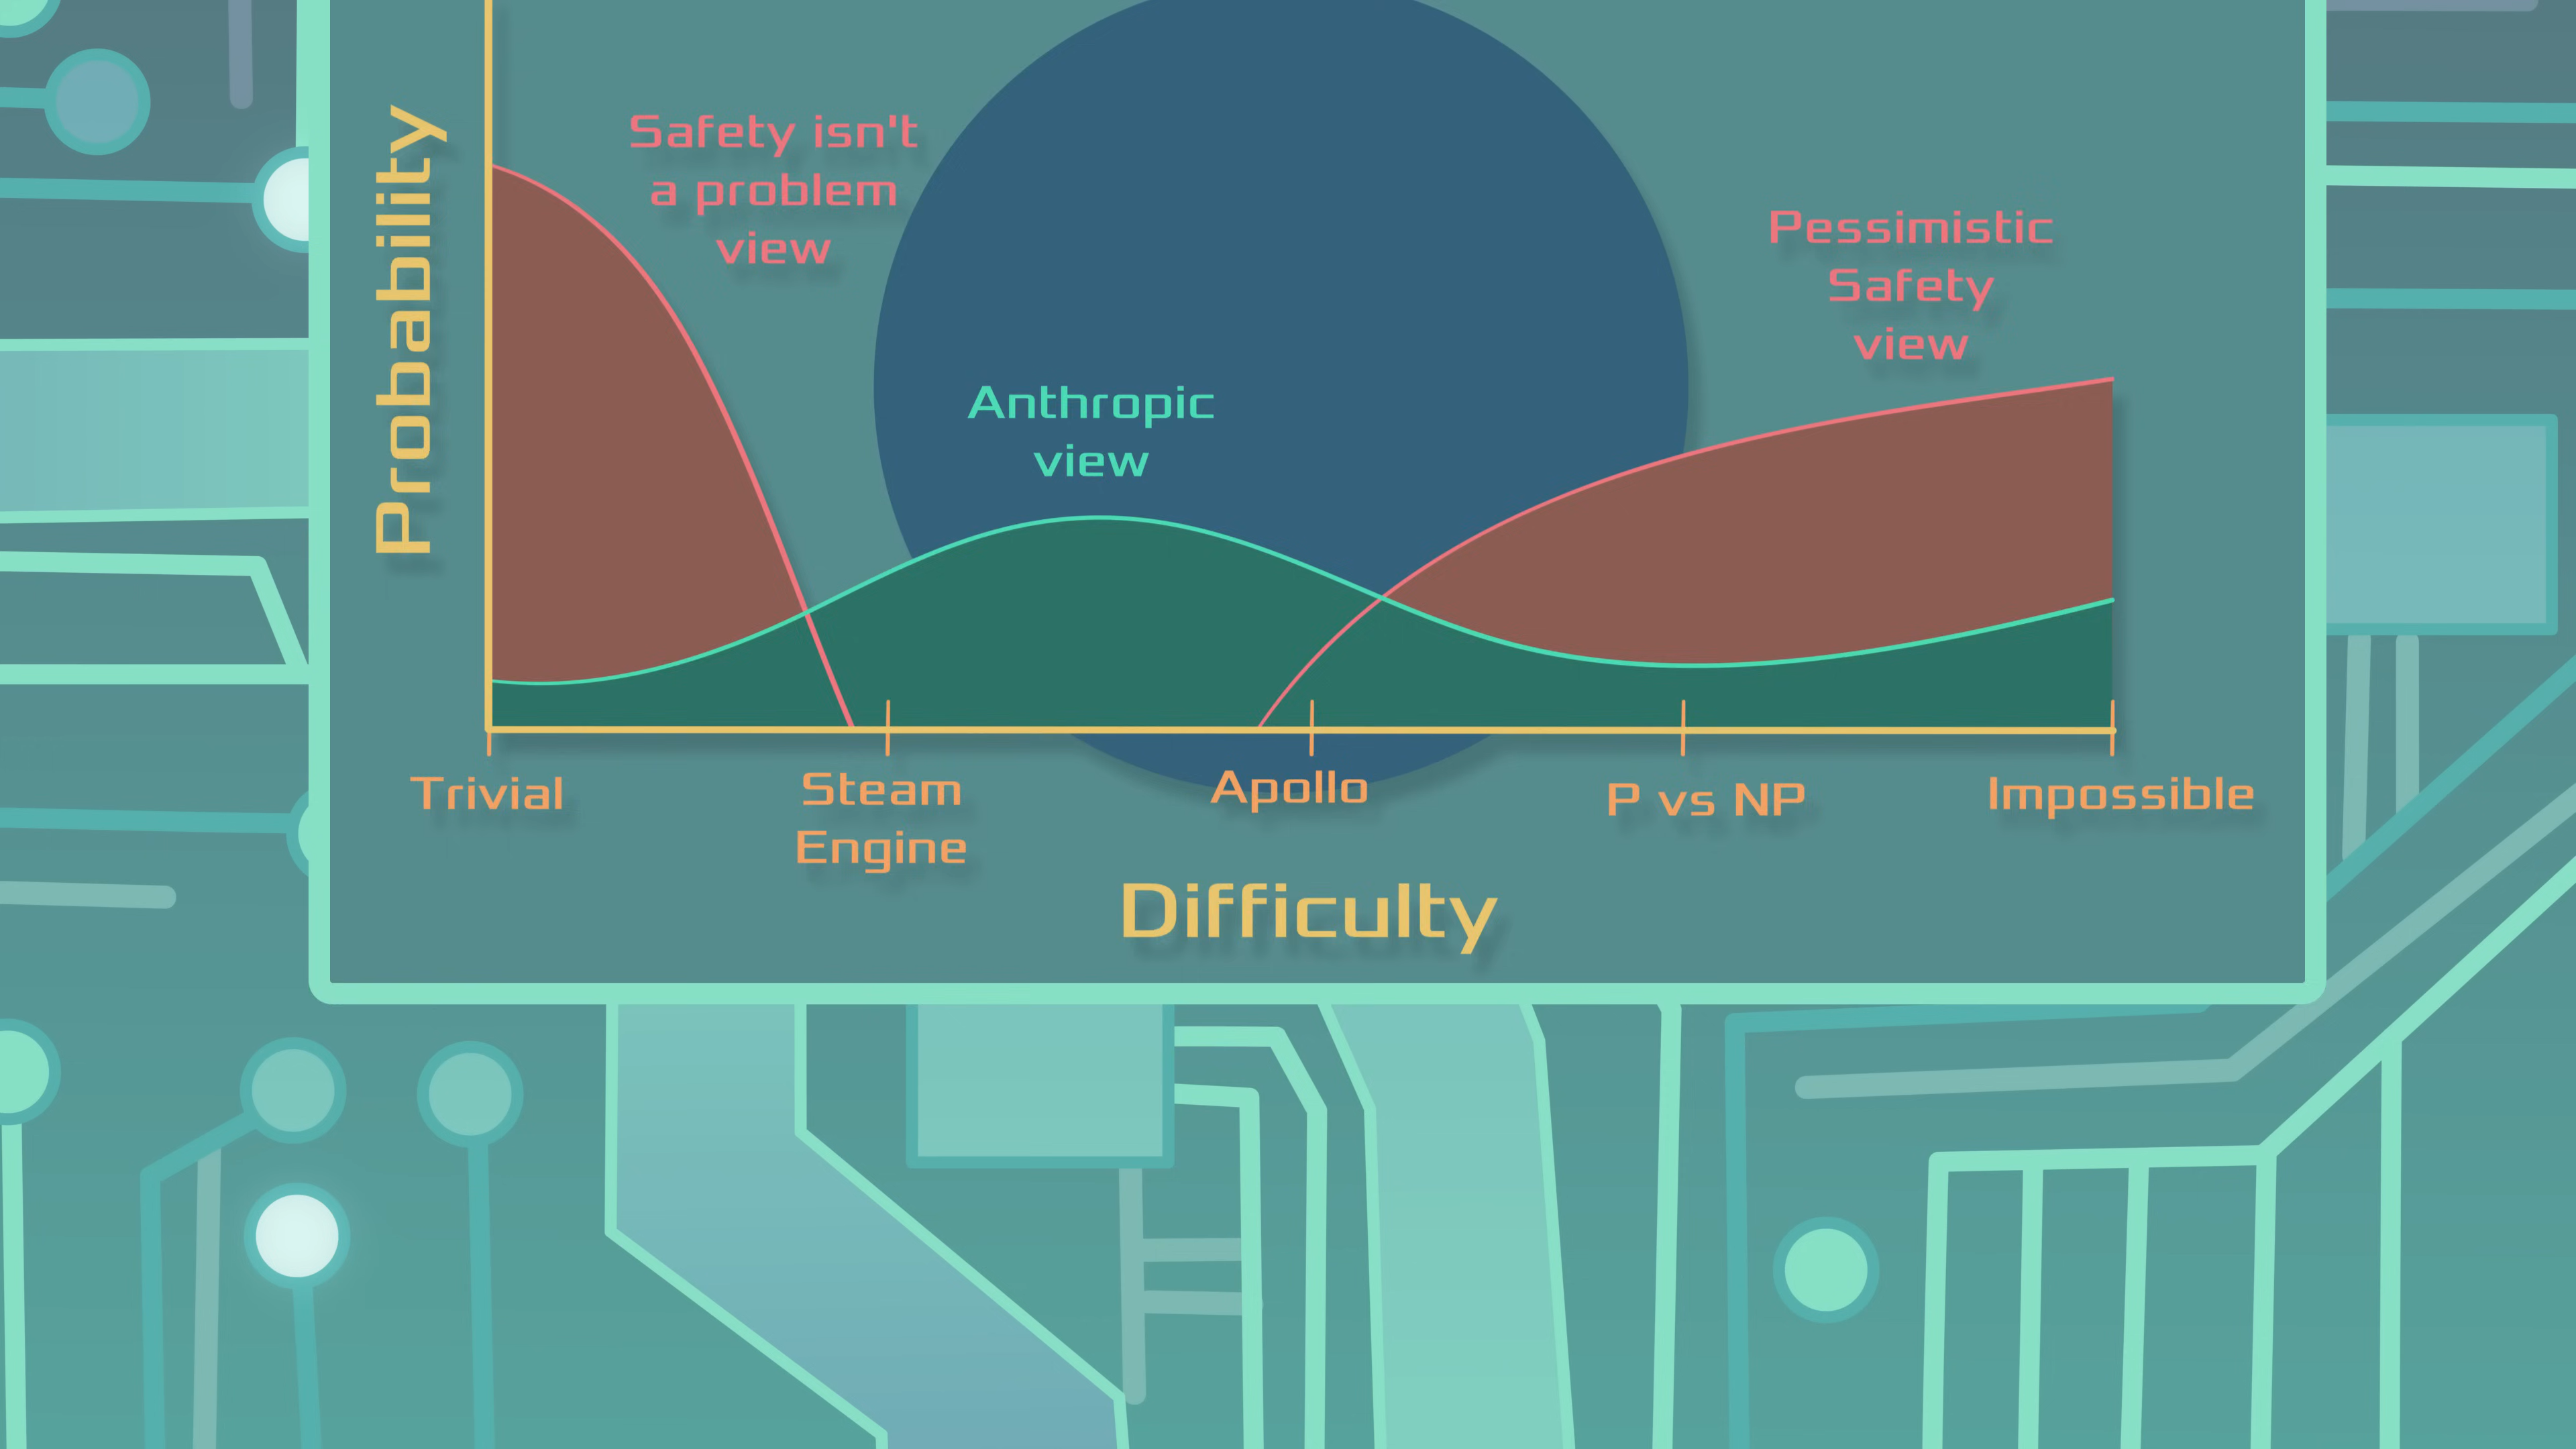 Probability
Safety isn't
a problem
view
Anthropic
view
Pessimistic
Safety
view
Trivial
Steam
Engine
Apollo
P vs NP
Impossible
Difficulty